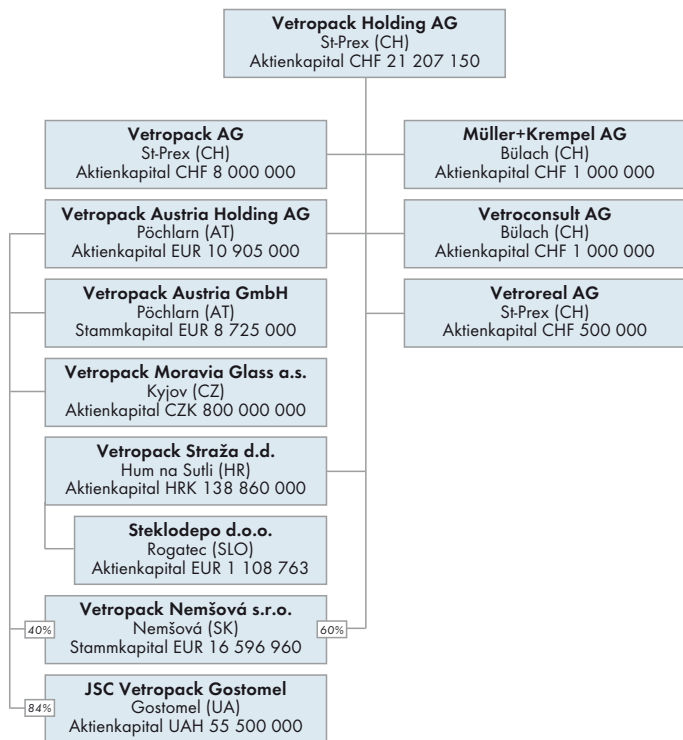 Vetropack Holding AG
St-Prex (CH)
Aktienkapital CHF 21 207 150
Vetropack AG
St-Prex (CH)
Aktienkapital CHF 8 000 000
Müller+Krempel AG
Bülach (CH)
Aktienkapital CHF 1 000 000
Vetropack Austria Holding AG
Pöchlarn (AT)
Aktienkapital EUR 10 905 000
Vetroconsult AG
Bülach (CH)
Aktienkapital CHF 1 000 000
Vetropack Austria GmbH
Pöchlarn (AT)
Stammkapital EUR 8 725 000
Vetroreal AG
St-Prex (CH)
Aktienkapital CHF 500 000
Vetropack Moravia Glass a.s.
Kyjov (CZ)
Aktienkapital CZK 800 000 000
Vetropack Straža d.d.
Hum na Sutli (HR)
Aktienkapital HRK 138 860 000
Steklodepo d.o.o.
Rogatec (SLO)
Aktienkapital EUR 1 108 763
Vetropack Nemšová s.r.o.
40% Nemšová (SK) 60%
Stammkapital EUR 16 596 960
JSC Vetropack Gostomel
84% Gostomel (UA)
Aktienkapital UAH 55 500 000